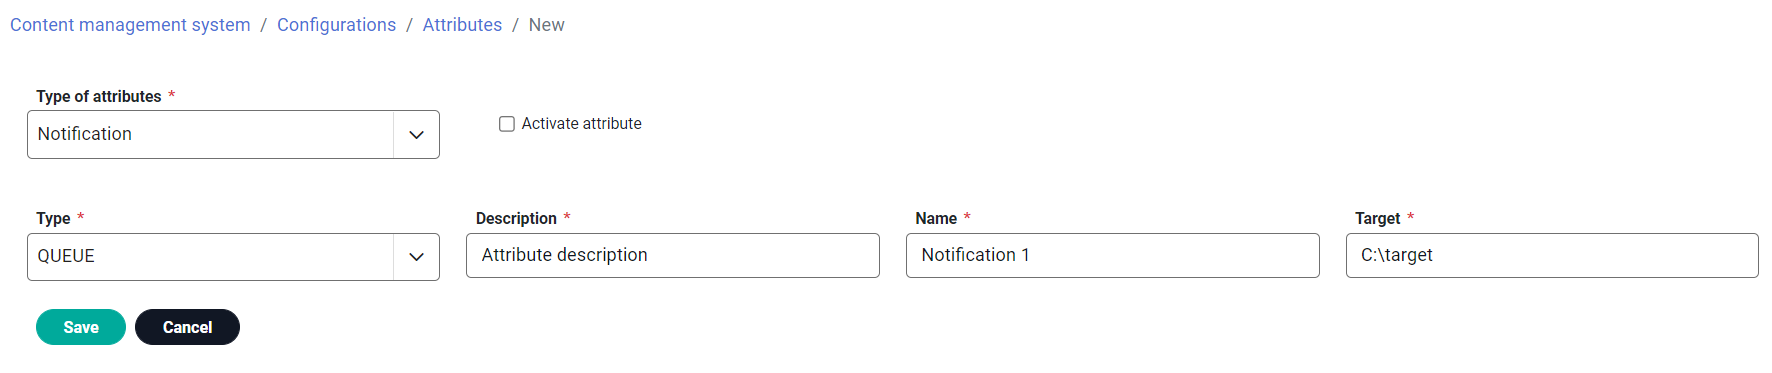 Content management system / Configurations / Attributes / New
Type of attributes *
Notification
Activate attribute
Type * Description * Name * Target *
QUEUE Attribute description Notification 1 C:\target
Save Cancel